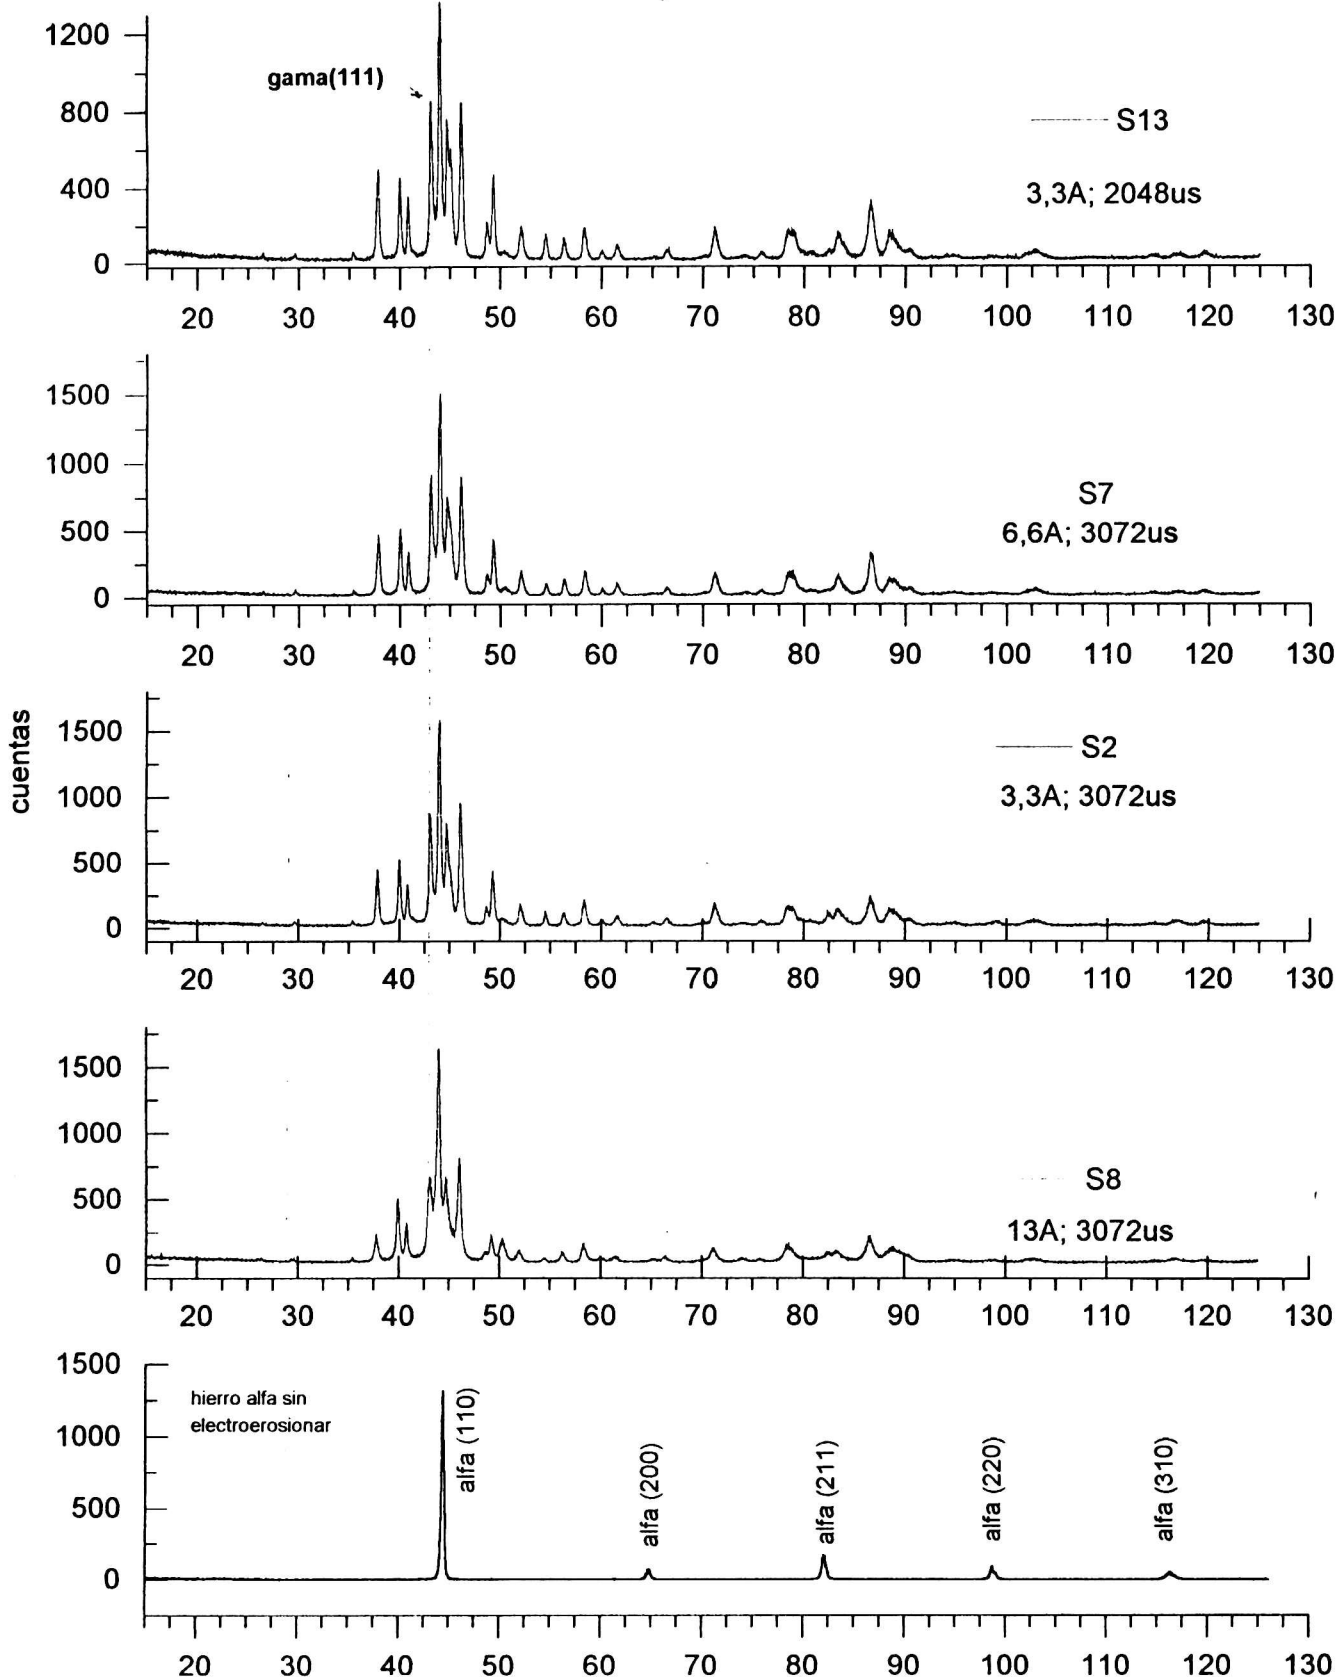 1200
800
400
0
gama(111)
S13
3,3A; 2048us
20 30 40 50 60 70 80 90 100 110 120 130
1500
1000
500
0
S7
6,6A; 3072us
20 30 40 50 60 70 80 90 100 110 120 130
cuentas
1500
1000
500
0
S2
3,3A; 3072us
20 30 40 50 60 70 80 90 100 110 120 130
1500
1000
500
0
S8
13A; 3072us
20 30 40 50 60 70 80 90 100 110 120 130
1500
1000
500
0
hierro alfa sin
electroerosionar
alfa (110)
alfa (200)
alfa (211)
alfa (220)
alfa (310)
20 30 40 50 60 70 80 90 100 110 120 130